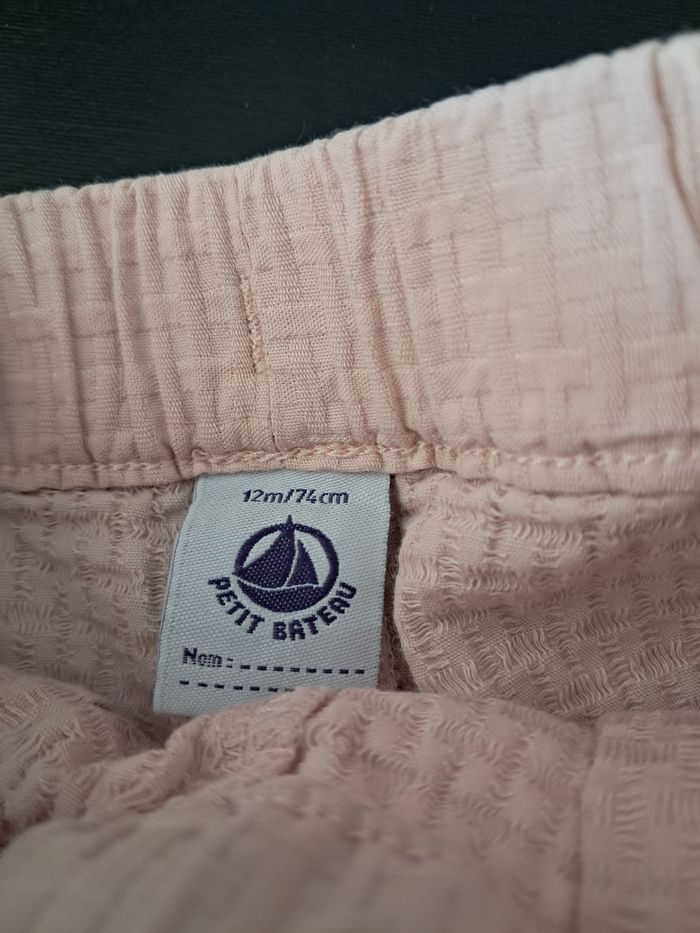 12m/74cm
PETIT BATEAU
Nom :